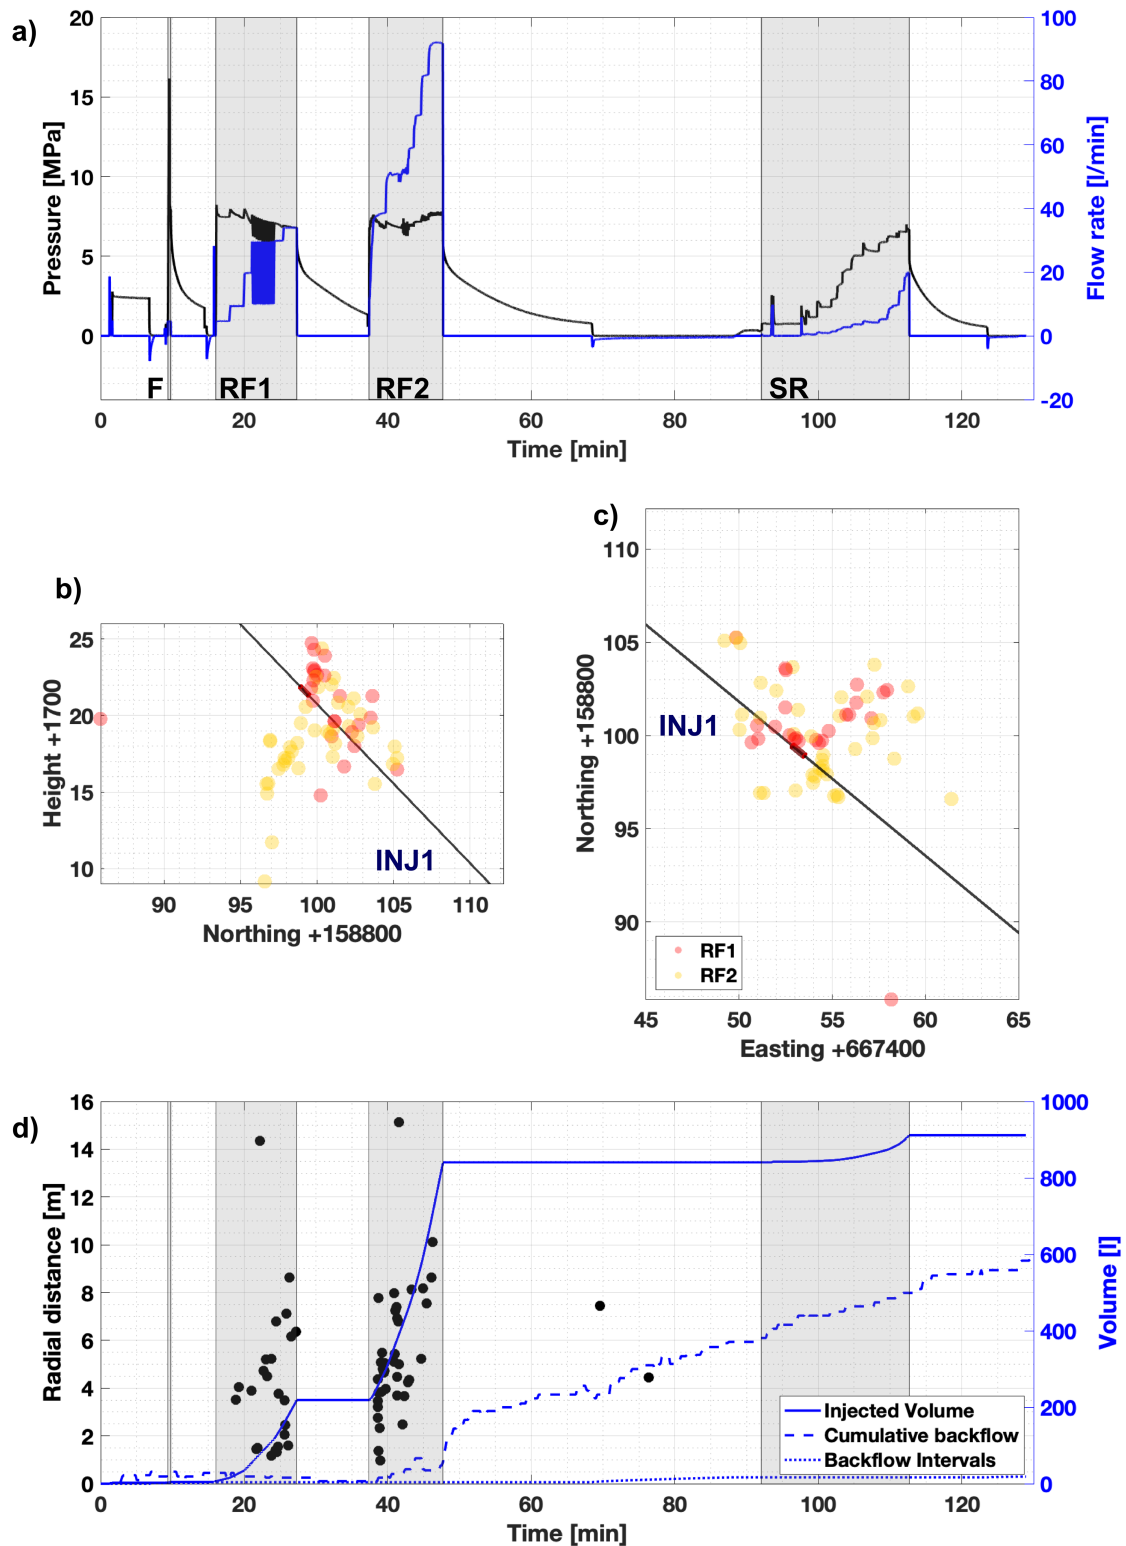 a)
20
15
10
5
0
Pressure [MPa]
100
80
60
40
20
0
-20
Flow rate [l/min]
F
RF1
RF2
SR
0
20
40
60
80
100
120
Time [min]
b)
25
20
15
10
Height +1700
INJ1
90
95
100
105
110
Northing +158800
c)
110
105
100
95
90
Northing +158800
INJ1
RF1
RF2
45
50
55
60
65
Easting +667400
d)
16
14
12
10
8
6
4
2
0
Radial distance [m]
1000
800
600
400
200
0
Volume [l]
Injected Volume
Cumulative backflow
Backflow Intervals
0
20
40
60
80
100
120
Time [min]